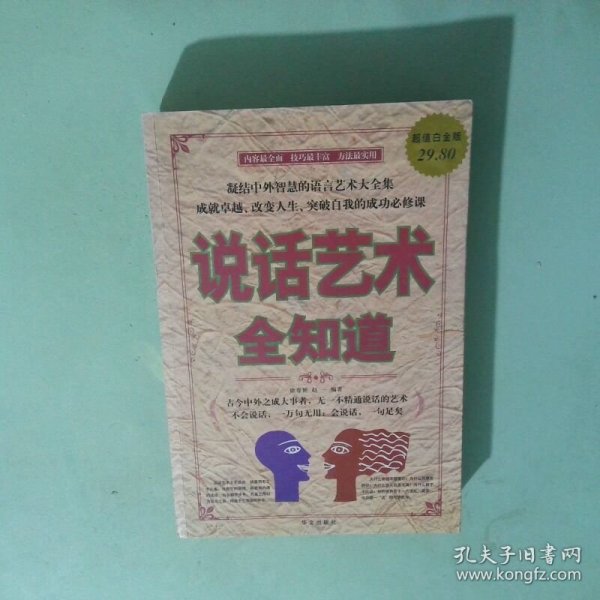 超值白金版
29.80
内容最全面 技巧最丰富 方法最实用
凝结中外智慧的语言艺术大全集
成就卓越、改变人生、突破自我的成功必修课
说话艺术
全知道
编著
古今中外之成大事者，无一不精通说话的艺术
不会说话，一万句无用；会说话，一句足矣
华文出版社
孔夫子旧书网
www.kongfz.com